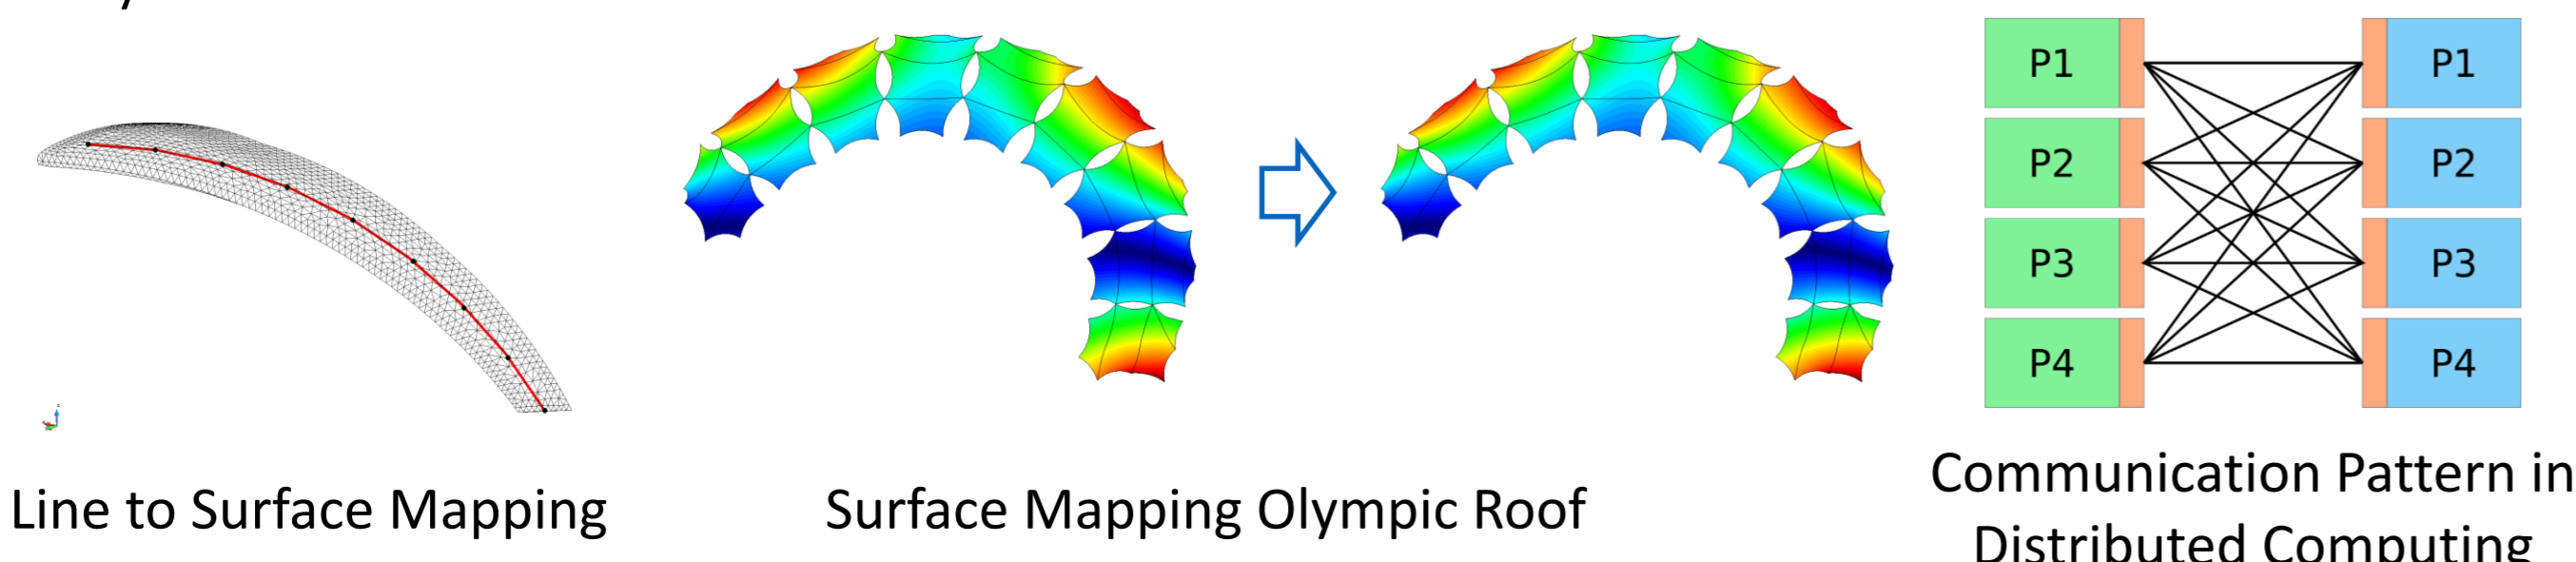 P1 P1
P2 P2
P3 P3
P4 P4
Line to Surface Mapping
Surface Mapping Olympic Roof
Communication Pattern in
Distributed Computing